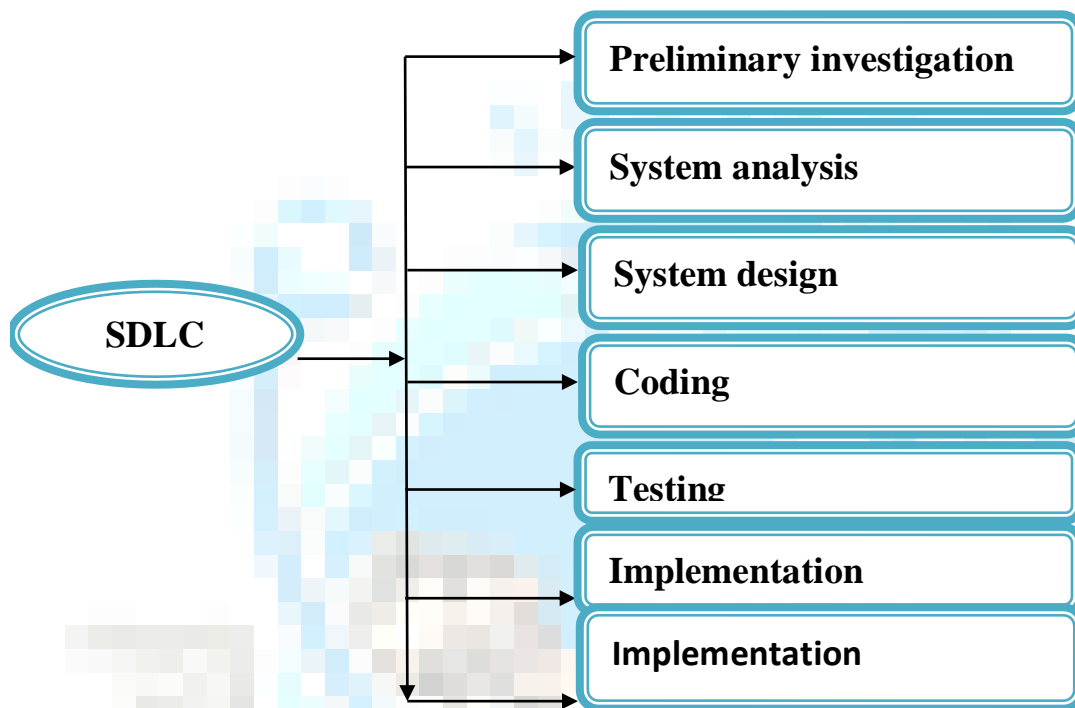 Preliminary investigation
System analysis
System design
SDLC
Coding
Testing
Implementation
Implementation